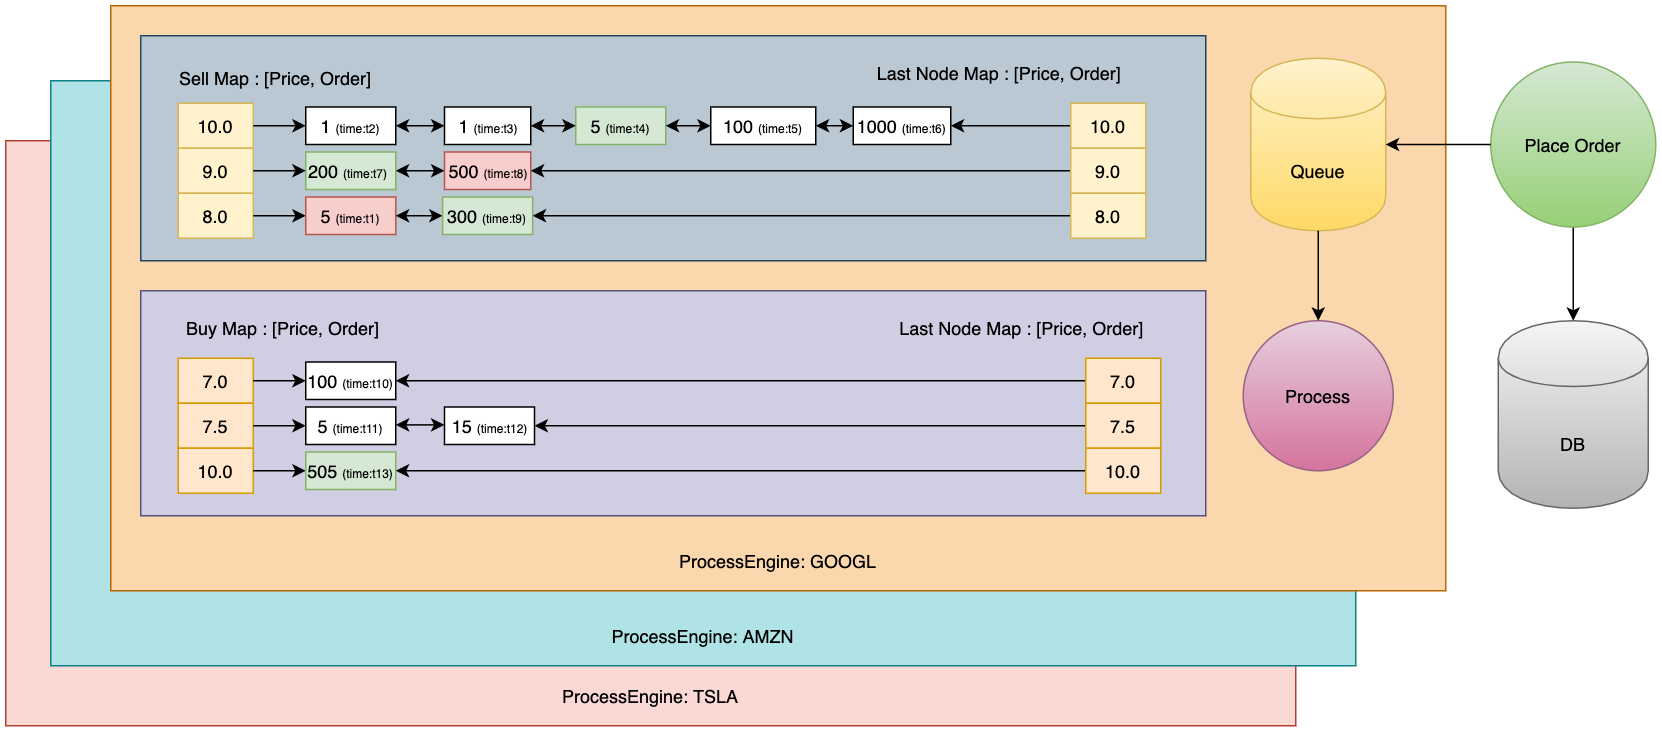 Sell Map : [Price, Order]
Last Node Map : [Price, Order]
10.0 1 (time:t2) 1 (time:t3) 5 (time:t4) 100 (time:t5) 1000 (time:t6) 10.0
9.0 200 (time:t7) 500 (time:t8) 9.0
8.0 5 (time:t1) 300 (time:t9) 8.0
Buy Map : [Price, Order]
Last Node Map : [Price, Order]
7.0 100 (time:t10) 7.0
7.5 5 (time:t11) 15 (time:t12) 7.5
10.0 505 (time:t13) 10.0
Queue
Place Order
Process
DB
ProcessEngine: GOOGL
ProcessEngine: AMZN
ProcessEngine: TSLA